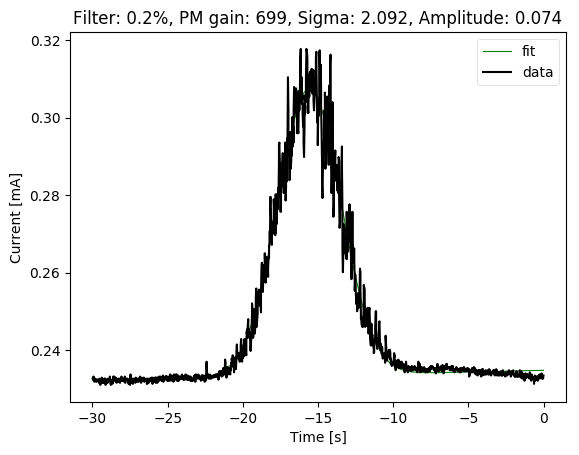 Filter: 0.2%, PM gain: 699, Sigma: 2.092, Amplitude: 0.074
fit
data
0.32
0.30
0.28
0.26
0.24
Current [mA]
−30
−25
−20
−15
−10
−5
0
Time [s]